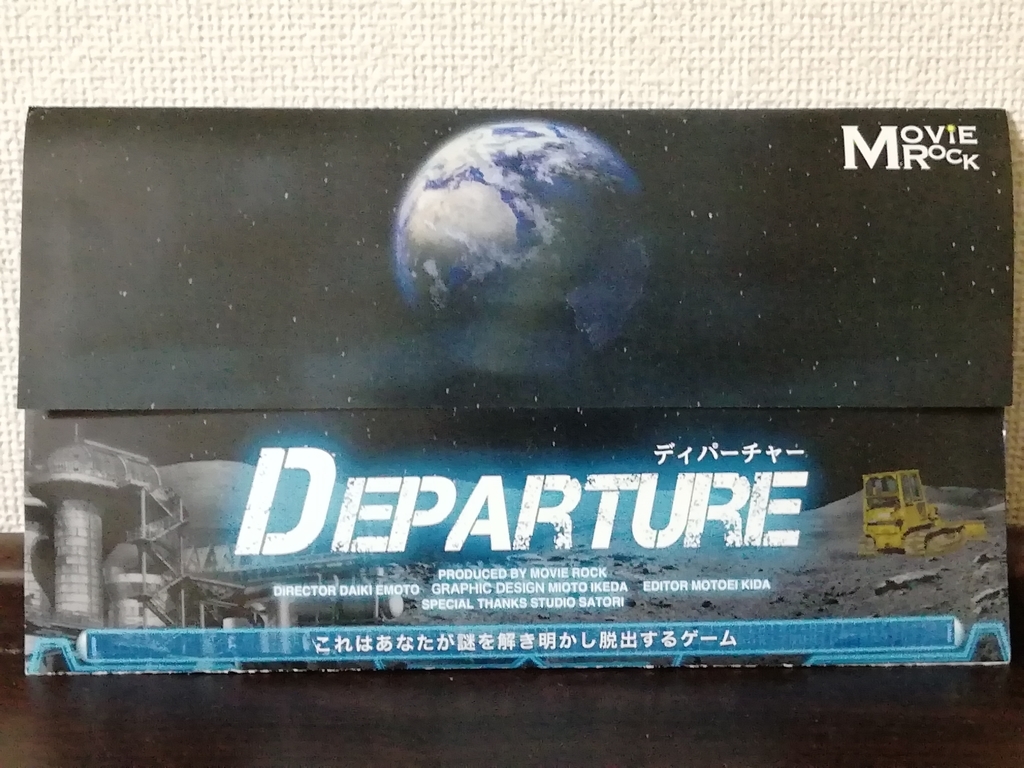 MOVIE
ROCK
ディパーチャー
DEPARTURE
PRODUCED BY MOVIE ROCK
DIRECTOR DAIKI EMOTO GRAPHIC DESIGN MIOTO IKEDA EDITOR MOTOEI KIDA
SPECIAL THANKS STUDIO SATORI
これはあなたが謎を解き明かし脱出するゲーム